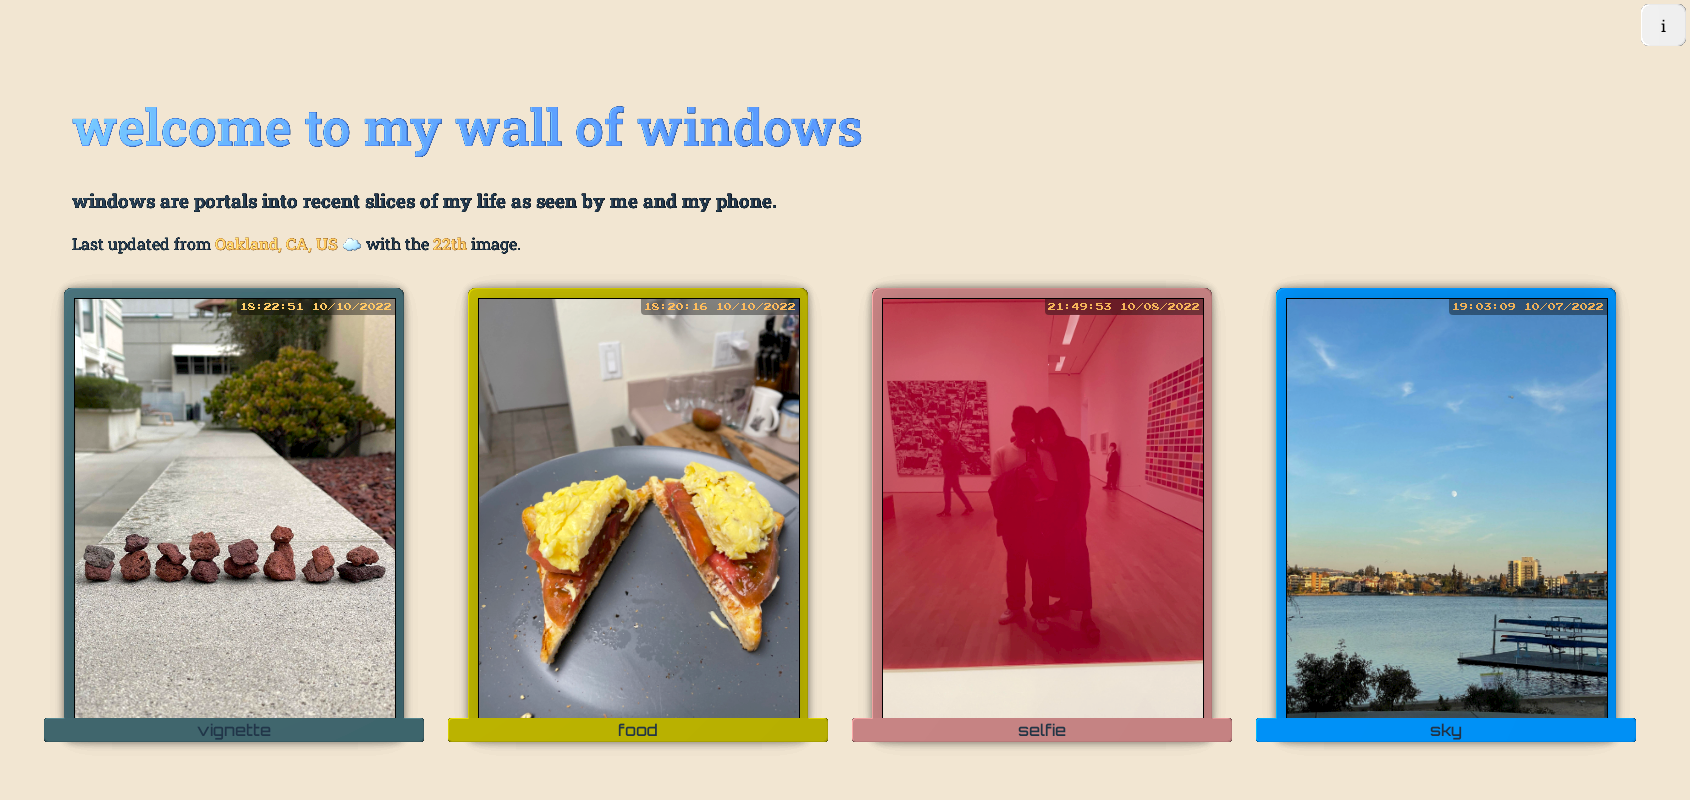 i
welcome to my wall of windows
windows are portals into recent slices of my life as seen by me and my phone.
Last updated from Oakland, CA, US ☁️ with the 22th image.
18:22:51 10/10/2022
18:20:16 10/10/2022
21:49:53 10/08/2022
19:03:09 10/07/2022
vignette
food
selfie
sky